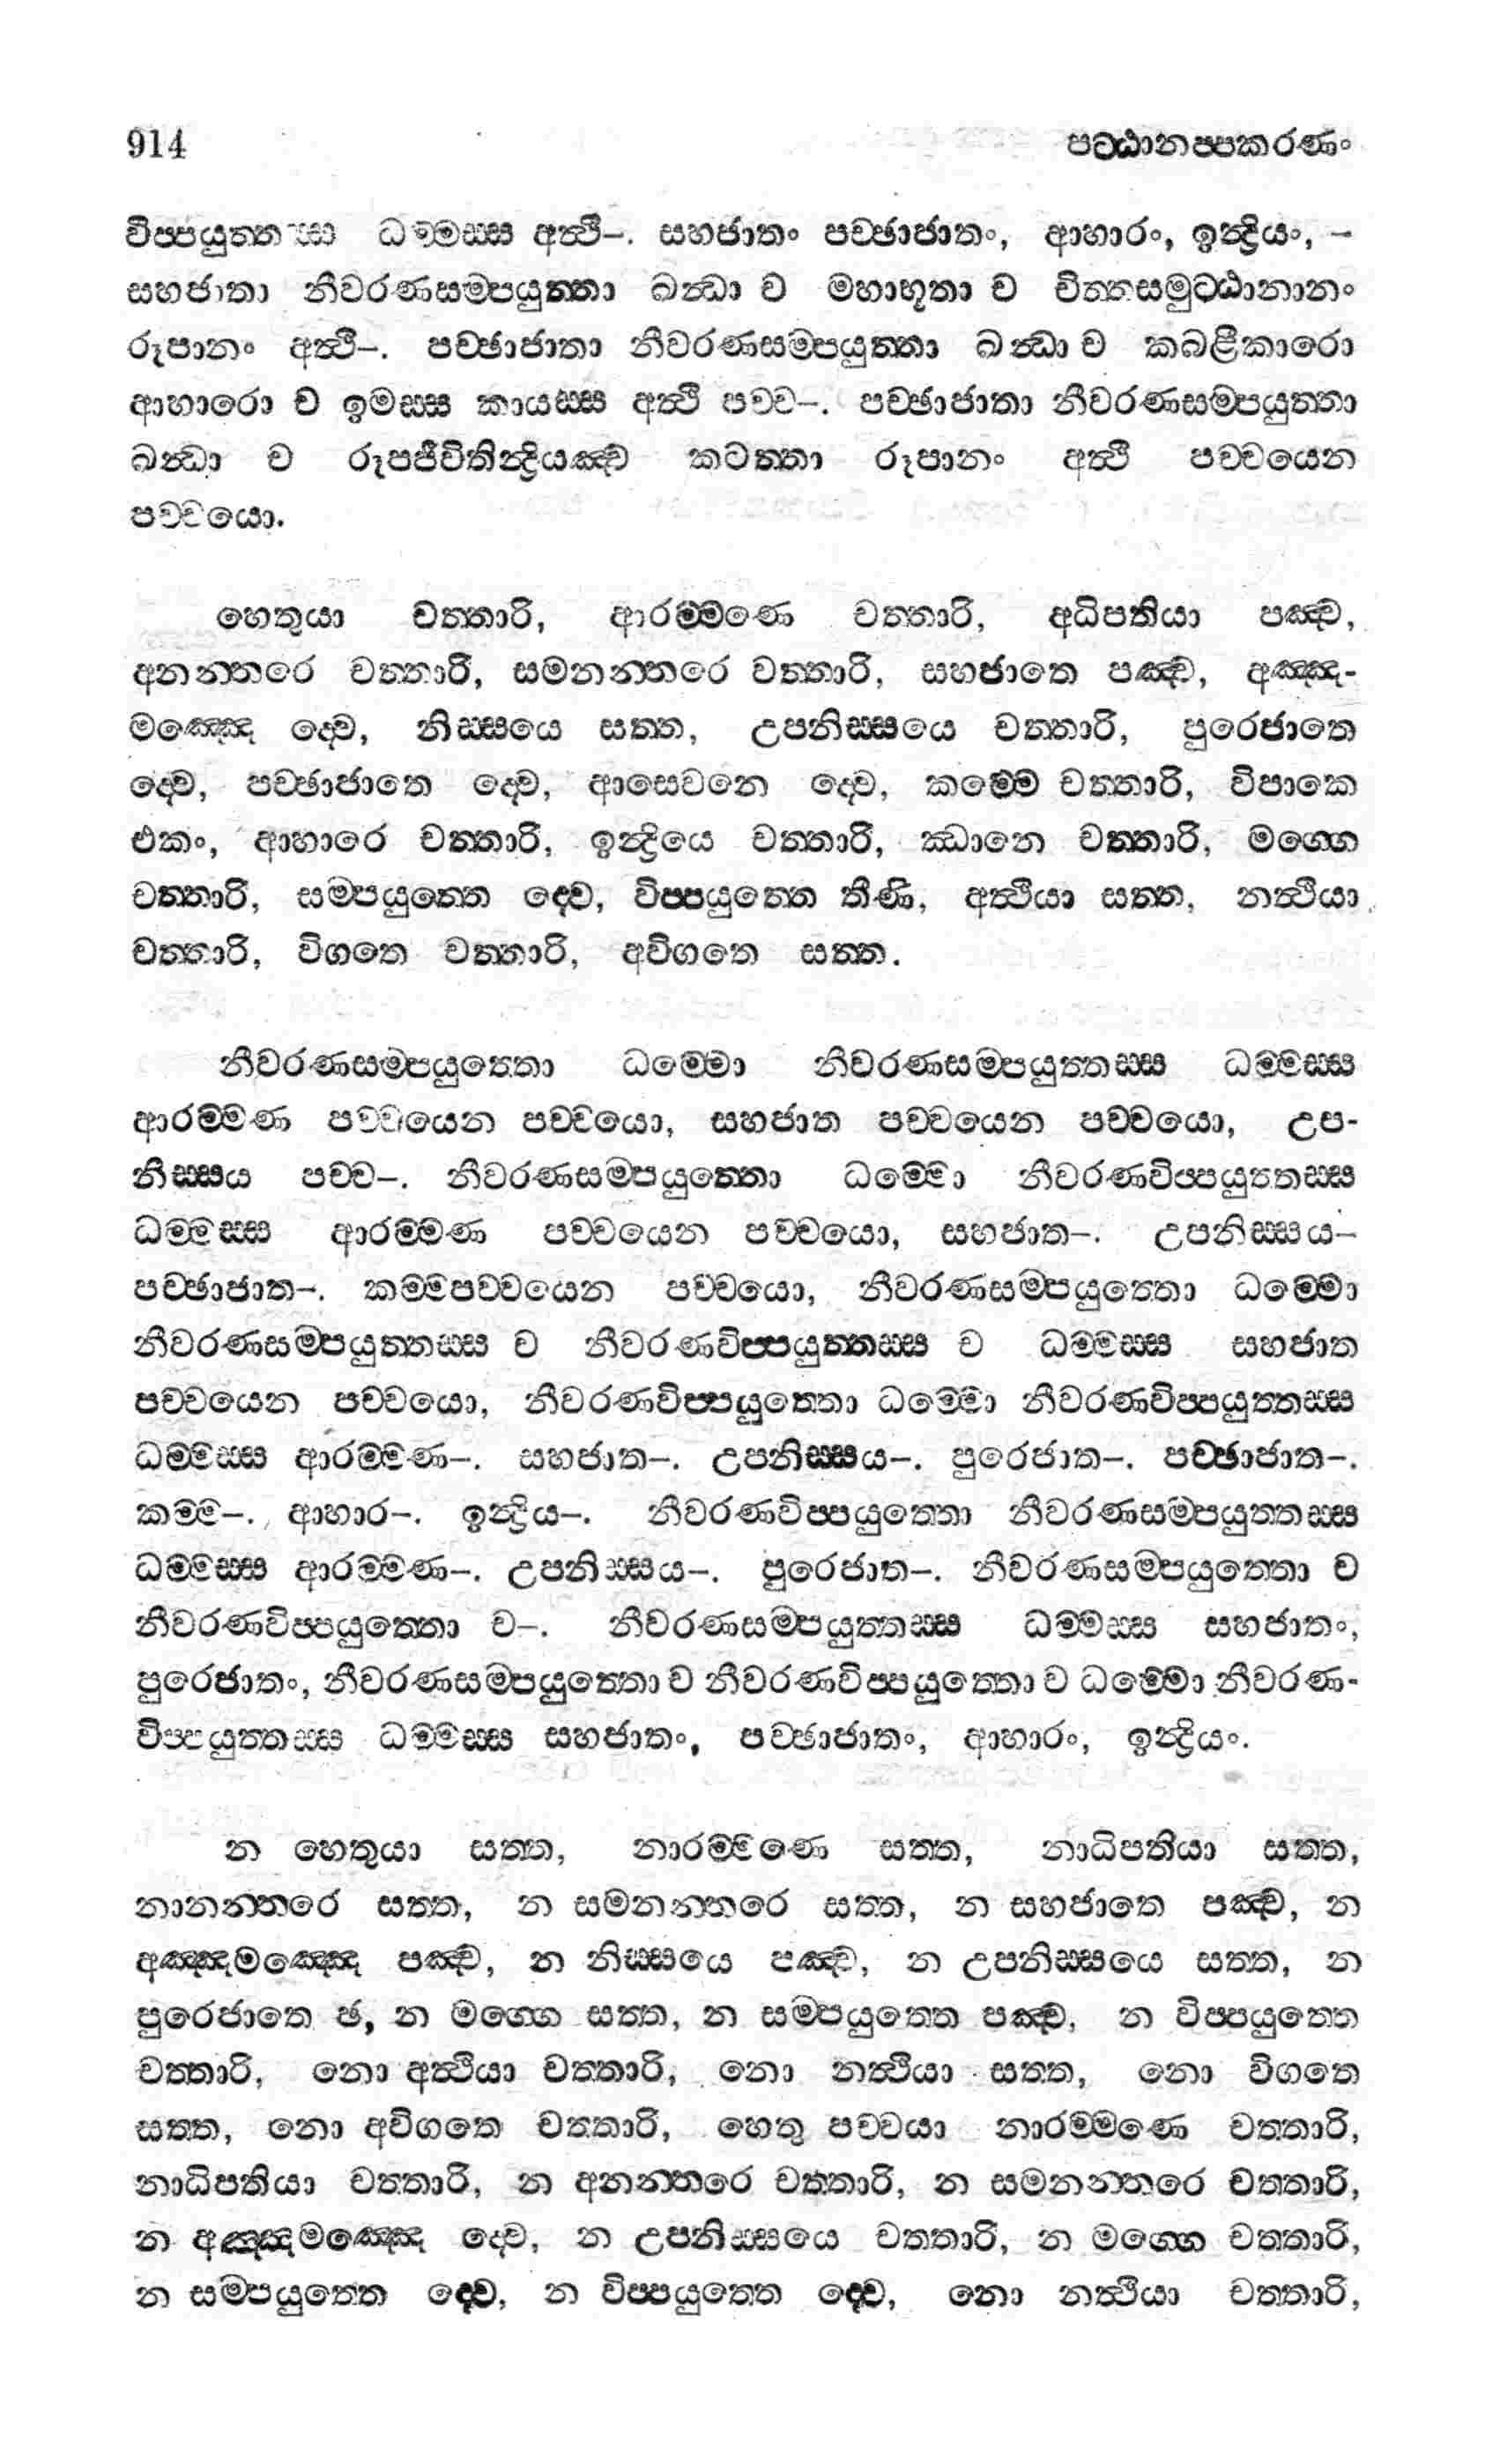 914 පට්ඨානප්පකරණං
විප්පයුත්තස්ස ධම්මස්ස අත්ථි–. සහජාතං පච්ඡාජාතං, ආහාරං, ඉන්ද්‍රියං, –
සහජාතා නීවරණසම්පයුත්තා ඛන්ධා ච මහාභූතා ච චිත්තසමුට්ඨානානං
රූපානං අත්ථි–. පච්ඡාජාතා නීවරණසම්පයුත්තා ඛන්ධා ච කබළීකාරො
ආහාරො ච ඉමස්ස කායස්ස අත්ථි පච්ච–. පච්ඡාජාතා නීවරණසම්පයුත්තා
ඛන්ධා ච රූපජීවිතින්ද්‍රියඤ්ච කටත්තා රූපානං අත්ථි පච්චයෙන
පච්චයො.
හෙතුයා චත්තාරි, ආරම්මණෙ චත්තාරි, අධිපතියා පඤ්ච,
අනන්තරෙ චත්තාරි, සමනන්තරෙ චත්තාරි, සහජාතෙ පඤ්ච, අඤ්ඤ-
මඤ්ඤෙ ද්වෙ, නිස්සයෙ සත්ත, උපනිස්සයෙ චත්තාරි, පුරෙජාතෙ
ද්වෙ, පච්ඡාජාතෙ ද්වෙ, ආසෙවනෙ ද්වෙ, කම්මෙ චත්තාරි, විපාකෙ
එකං, ආහාරෙ චත්තාරි, ඉන්ද්‍රියෙ චත්තාරි, ඣානෙ චත්තාරි, මග්ගෙ
චත්තාරි, සම්පයුත්තෙ ද්වෙ, විප්පයුත්තෙ තීණි, අත්ථියා සත්ත, නත්ථියා
චත්තාරි, විගතෙ චත්තාරි, අවිගතෙ සත්ත.
නීවරණසම්පයුත්තො ධම්මො නීවරණසම්පයුත්තස්ස ධම්මස්ස
ආරම්මණ පච්චයෙන පච්චයො, සහජාත පච්චයෙන පච්චයො, උප-
නිස්සය පච්ච–. නීවරණසම්පයුත්තො ධම්මො නීවරණවිප්පයුත්තස්ස
ධම්මස්ස ආරම්මණ පච්චයෙන පච්චයො, සහජාත–. උපනිස්සය–
පච්ඡාජාත–. කම්මපච්චයෙන පච්චයො, නීවරණසම්පයුත්තො ධම්මො
නීවරණසම්පයුත්තස්ස ච නීවරණවිප්පයුත්තස්ස ච ධම්මස්ස සහජාත
පච්චයෙන පච්චයො, නීවරණවිප්පයුත්තො ධම්මො නීවරණවිප්පයුත්තස්ස
ධම්මස්ස ආරම්මණ–. සහජාත–. උපනිස්සය–. පුරෙජාත–. පච්ඡාජාත–.
කම්ම–. ආහාර–. ඉන්ද්‍රිය–. නීවරණවිප්පයුත්තො නීවරණසම්පයුත්තස්ස
ධම්මස්ස ආරම්මණ–. උපනිස්සය–. පුරෙජාත–. නීවරණසම්පයුත්තො ච
නීවරණවිප්පයුත්තො ච–. නීවරණසම්පයුත්තස්ස ධම්මස්ස සහජාතං,
පුරෙජාතං, නීවරණසම්පයුත්තො ච නීවරණවිප්පයුත්තො ච ධම්මො නීවරණ-
විප්පයුත්තස්ස ධම්මස්ස සහජාතං, පච්ඡාජාතං, ආහාරං, ඉන්ද්‍රියං.
න හෙතුයා සත්ත, නාරම්මණෙ සත්ත, නාධිපතියා සත්ත,
නානන්තරෙ සත්ත, න සමනන්තරෙ සත්ත, න සහජාතෙ පඤ්ච, න
අඤ්ඤමඤ්ඤෙ පඤ්ච, න නිස්සයෙ පඤ්ච, න උපනිස්සයෙ සත්ත, න
පුරෙජාතෙ ඡ, න මග්ගෙ සත්ත, න සම්පයුත්තෙ පඤ්ච, න විප්පයුත්තෙ
චත්තාරි, නො අත්ථියා චත්තාරි, නො නත්ථියා සත්ත, නො විගතෙ
සත්ත, නො අවිගතෙ චත්තාරි, හෙතු පච්චයා නාරම්මණෙ චත්තාරි,
නාධිපතියා චත්තාරි, න අනන්තරෙ චත්තාරි, න සමනන්තරෙ චත්තාරි,
න අඤ්ඤමඤ්ඤෙ ද්වෙ, න උපනිස්සයෙ චත්තාරි, න මග්ගෙ චත්තාරි,
න සම්පයුත්තෙ ද්වෙ, න විප්පයුත්තෙ ද්වෙ, නො නත්ථියා චත්තාරි,